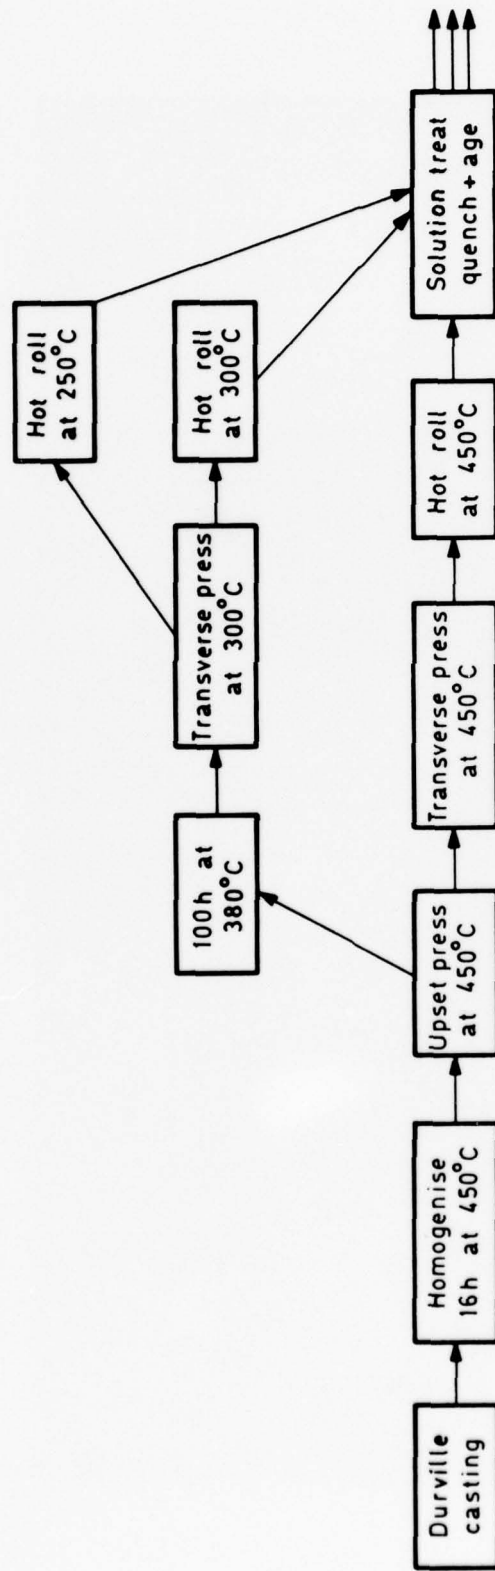 Durville
casting
Homogenise
16h at 450°C
Upset press
at 450°C
Transverse press
at 450°C
Hot roll
at 450°C
Solution treat
quench + age
100h at
380°C
Transverse press
at 300°C
Hot roll
at 300°C
Hot roll
at 250°C